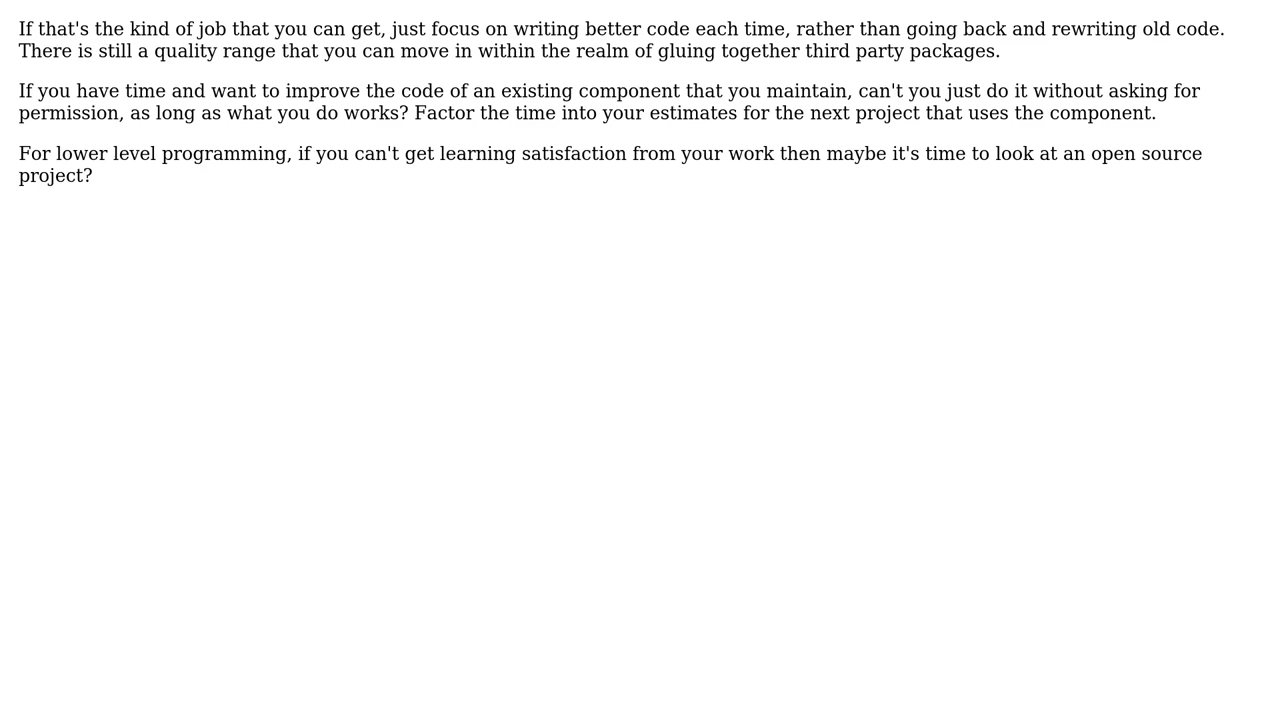 If that's the kind of job that you can get, just focus on writing better code each time, rather than going back and rewriting old code.
There is still a quality range that you can move in within the realm of gluing together third party packages.
If you have time and want to improve the code of an existing component that you maintain, can't you just do it without asking for
permission, as long as what you do works? Factor the time into your estimates for the next project that uses the component.
For lower level programming, if you can't get learning satisfaction from your work then maybe it's time to look at an open source
project?